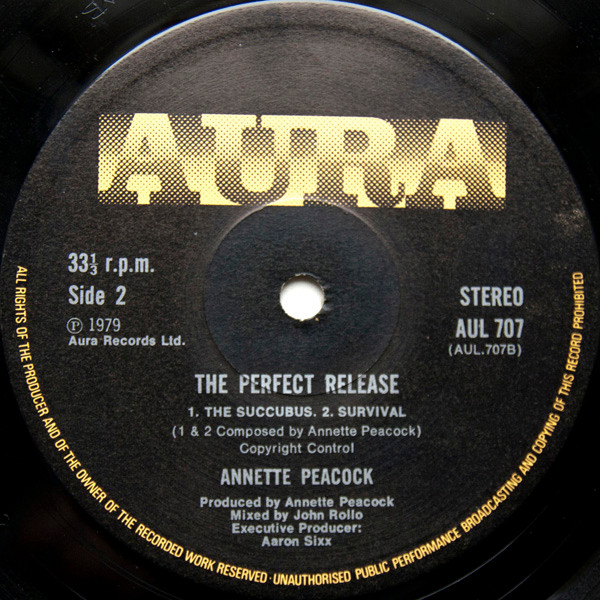 AURA
33⅓ r.p.m.
Side 2
℗ 1979
Aura Records Ltd.
STEREO
AUL 707
(AUL.707B)
THE PERFECT RELEASE
1. THE SUCCUBUS. 2. SURVIVAL
(1 & 2 Composed by Annette Peacock)
Copyright Control
ANNETTE PEACOCK
Produced by Annette Peacock
Mixed by John Rollo
Executive Producer:
Aaron Sixx
ALL RIGHTS OF THE PRODUCER AND OF THE OWNER OF THE RECORDED WORK RESERVED · UNAUTHORISED PUBLIC PERFORMANCE BROADCASTING AND COPYING OF THIS RECORD PROHIBITED